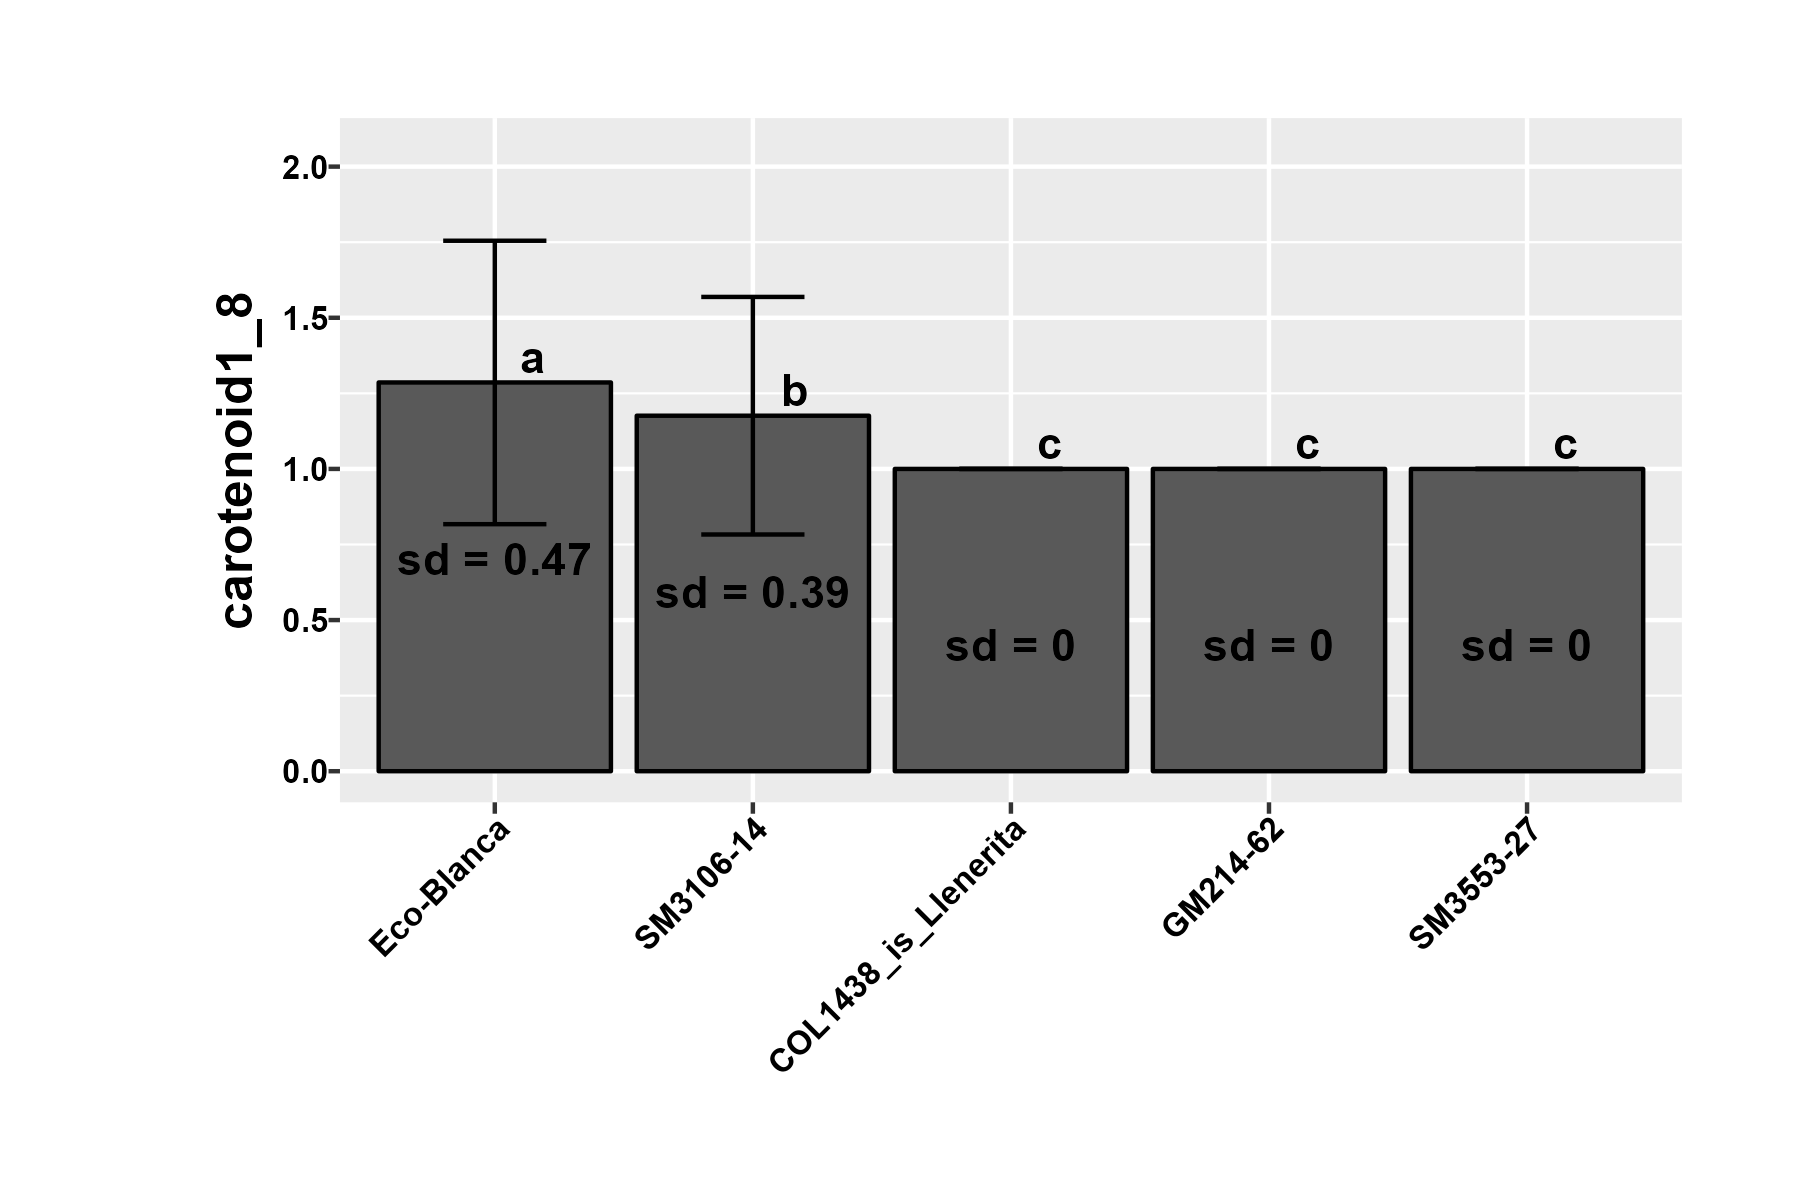 carotenoid1_8
2.0
1.5
1.0
0.5
0.0
a
b
c
c
c
sd = 0.47
sd = 0.39
sd = 0
sd = 0
sd = 0
Eco-Blanca
SM3106-14
COL1438_is_Llenerita
GM214-62
SM3553-27